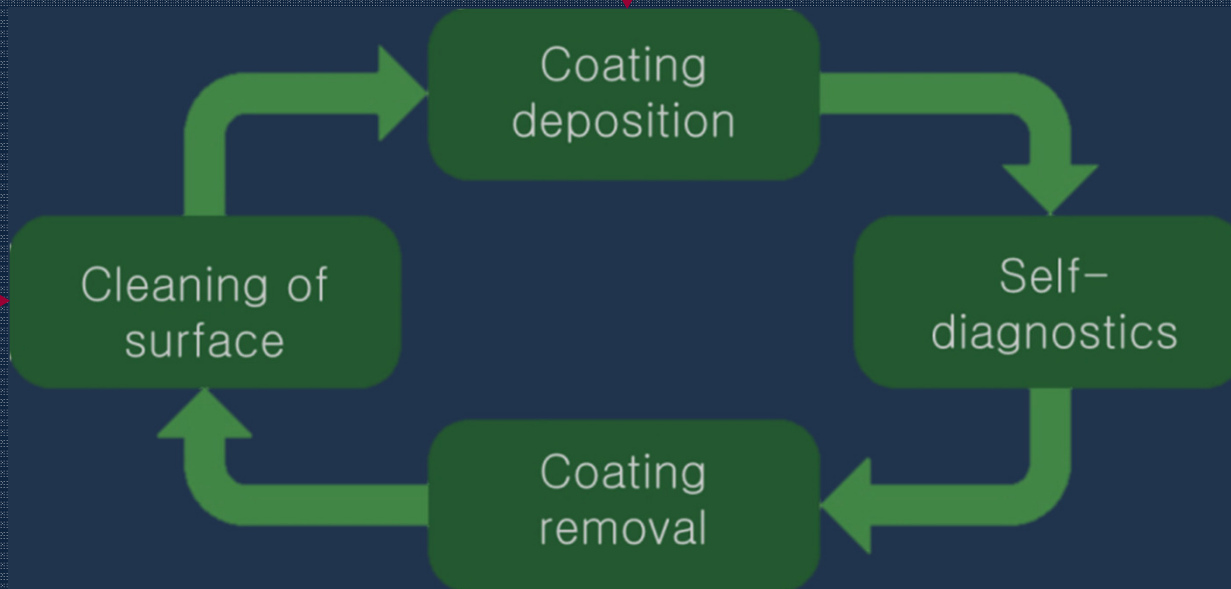 Coating
deposition
Self-
diagnostics
Coating
removal
Cleaning of
surface